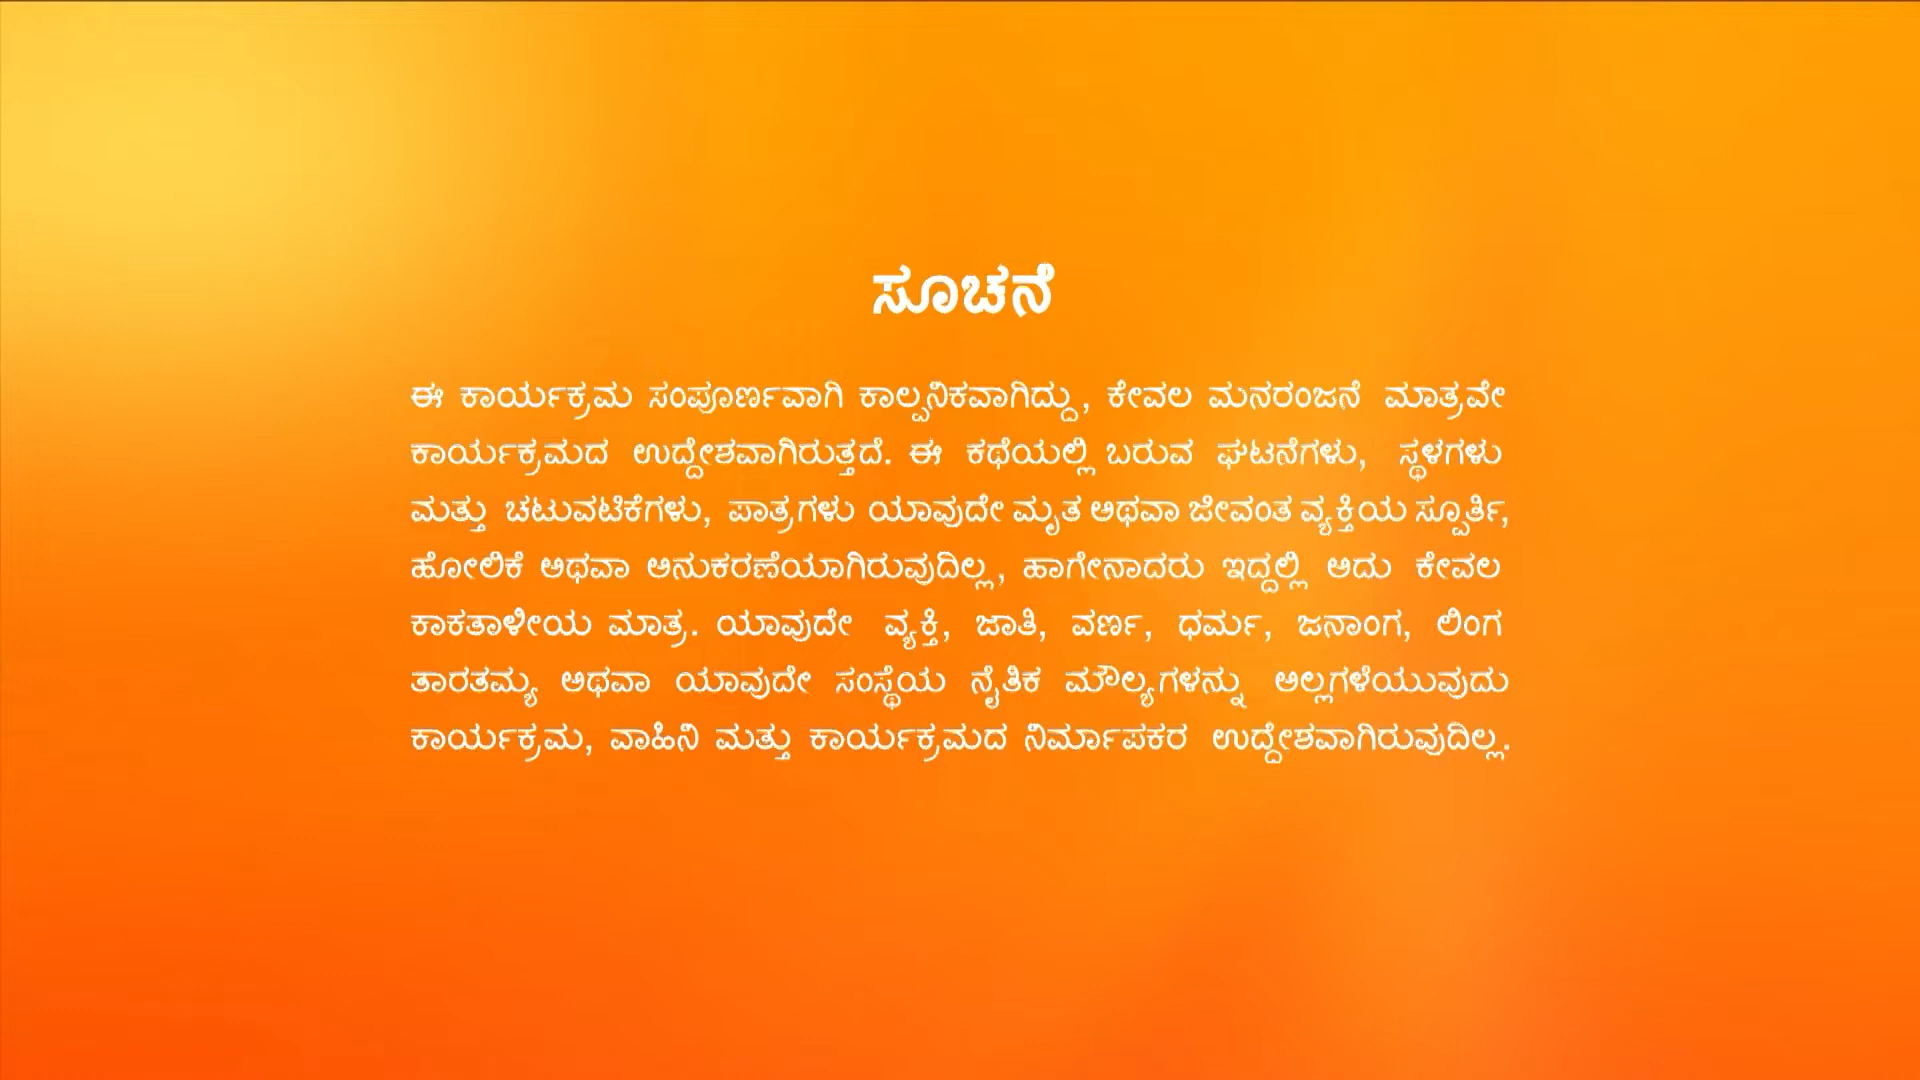 ಸೂಚನೆ
ಈ ಕಾರ್ಯಕ್ರಮ ಸಂಪೂರ್ಣವಾಗಿ ಕಾಲ್ಪನಿಕವಾಗಿದ್ದು, ಕೇವಲ ಮನರಂಜನೆ ಮಾತ್ರವೇ
ಕಾರ್ಯಕ್ರಮದ ಉದ್ದೇಶವಾಗಿರುತ್ತದೆ. ಈ ಕಥೆಯಲ್ಲಿ ಬರುವ ಘಟನೆಗಳು, ಸ್ಥಳಗಳು
ಮತ್ತು ಚಟುವಟಿಕೆಗಳು, ಪಾತ್ರಗಳು ಯಾವುದೇ ಮೃತ ಅಥವಾ ಜೀವಂತ ವ್ಯಕ್ತಿಯ ಸ್ಪೂರ್ತಿ,
ಹೋಲಿಕೆ ಅಥವಾ ಅನುಕರಣೆಯಾಗಿರುವುದಿಲ್ಲ, ಹಾಗೇನಾದರು ಇದ್ದಲ್ಲಿ ಅದು ಕೇವಲ
ಕಾಕತಾಳೀಯ ಮಾತ್ರ. ಯಾವುದೇ ವ್ಯಕ್ತಿ, ಜಾತಿ, ವರ್ಣ, ಧರ್ಮ, ಜನಾಂಗ, ಲಿಂಗ
ತಾರತಮ್ಯ ಅಥವಾ ಯಾವುದೇ ಸಂಸ್ಥೆಯ ನೈತಿಕ ಮೌಲ್ಯಗಳನ್ನು ಅಲ್ಲಗಳೆಯುವುದು
ಕಾರ್ಯಕ್ರಮ, ವಾಹಿನಿ ಮತ್ತು ಕಾರ್ಯಕ್ರಮದ ನಿರ್ಮಾಪಕರ ಉದ್ದೇಶವಾಗಿರುವುದಿಲ್ಲ.